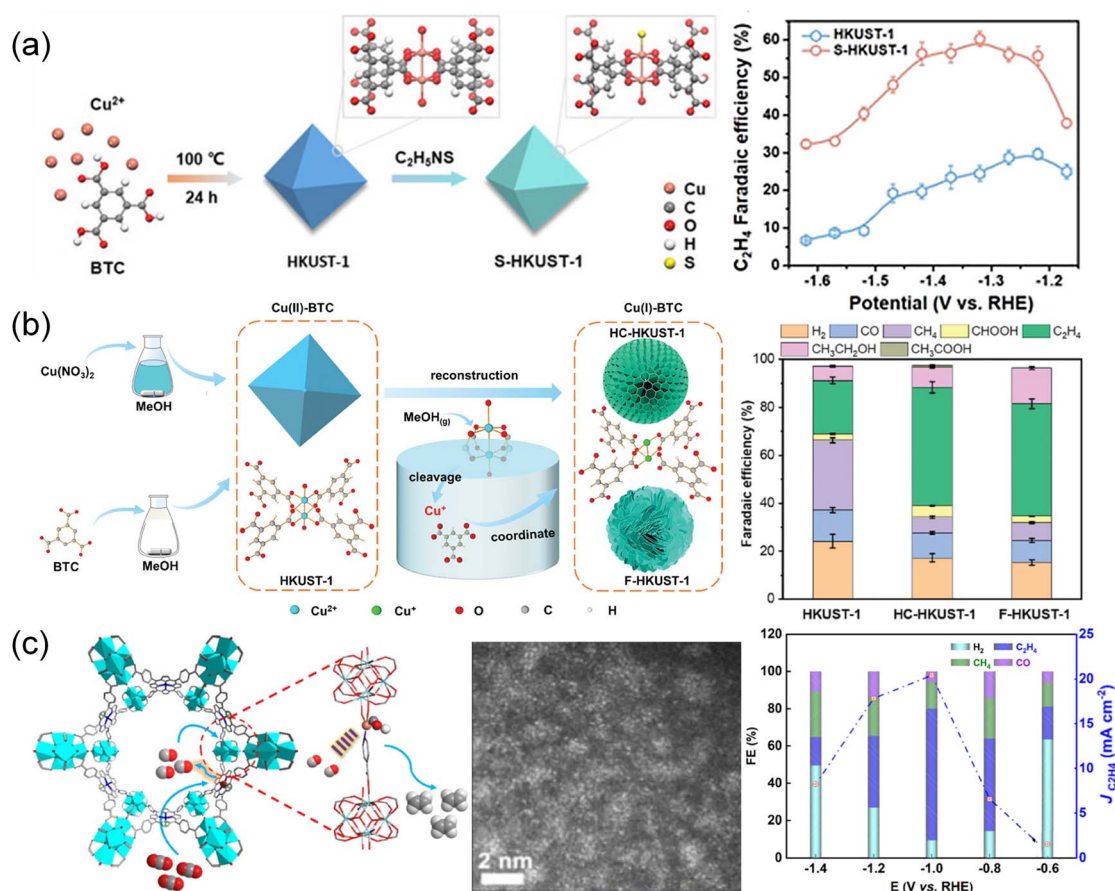 (a)
Cu²⁺
BTC
100 ℃
24 h
HKUST-1
C₂H₅NS
S-HKUST-1
Cu
C
O
H
S
C₂H₄ Faradaic efficiency (%)
60
50
40
30
20
10
0
HKUST-1
S-HKUST-1
-1.6
-1.5
-1.4
-1.3
-1.2
Potential (V vs. RHE)
(b)
Cu(NO₃)₂
MeOH
BTC
MeOH
Cu(II)-BTC
HKUST-1
reconstruction
MeOH(g)
cleavage
Cu⁺
coordinate
Cu(I)-BTC
HC-HKUST-1
F-HKUST-1
Cu²⁺
Cu⁺
O
C
H
H₂
CO
CH₄
CHOOH
C₂H₄
CH₃CH₂OH
CH₃COOH
Faradaic efficiency (%)
100
80
60
40
20
0
HKUST-1
HC-HKUST-1
F-HKUST-1
(c)
2 nm
FE (%)
120
100
80
60
40
20
0
H₂
C₂H₄
CH₄
CO
25
20
15
10
5
0
J C2H4 (mA cm⁻²)
-1.4
-1.2
-1.0
-0.8
-0.6
E (V vs. RHE)